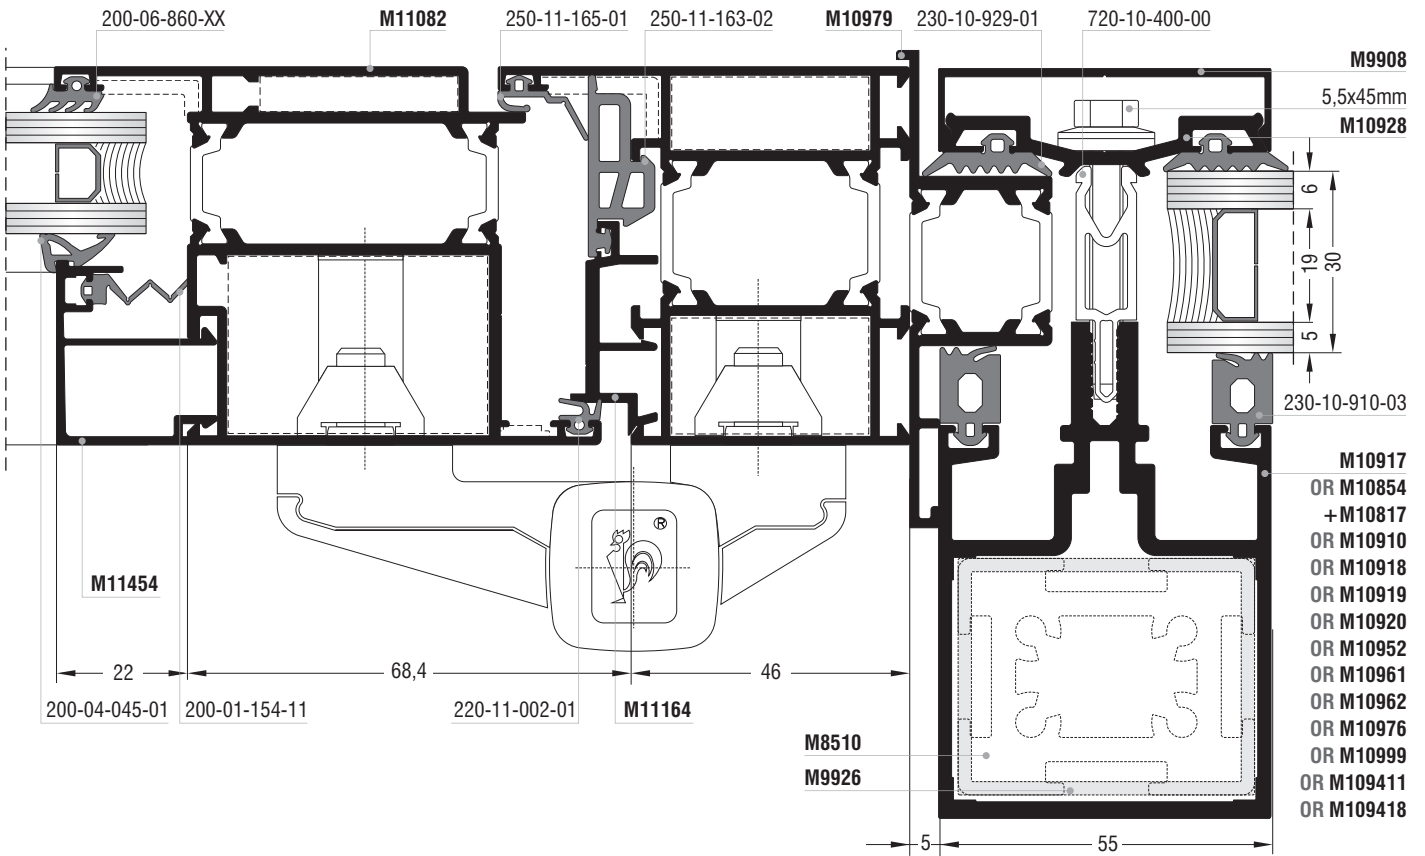 200-06-860-XX
M11082
250-11-165-01
250-11-163-02
M10979
230-10-929-01
720-10-400-00
M9908
5,5x45mm
M10928
6
19
30
5
230-10-910-03
M10917
OR M10854
+M10817
OR M10910
OR M10918
OR M10919
OR M10920
OR M10952
OR M10961
OR M10962
OR M10976
OR M10999
OR M109411
OR M109418
®
M11454
22
68,4
46
200-04-045-01
200-01-154-11
220-11-002-01
M11164
M8510
M9926
5
55